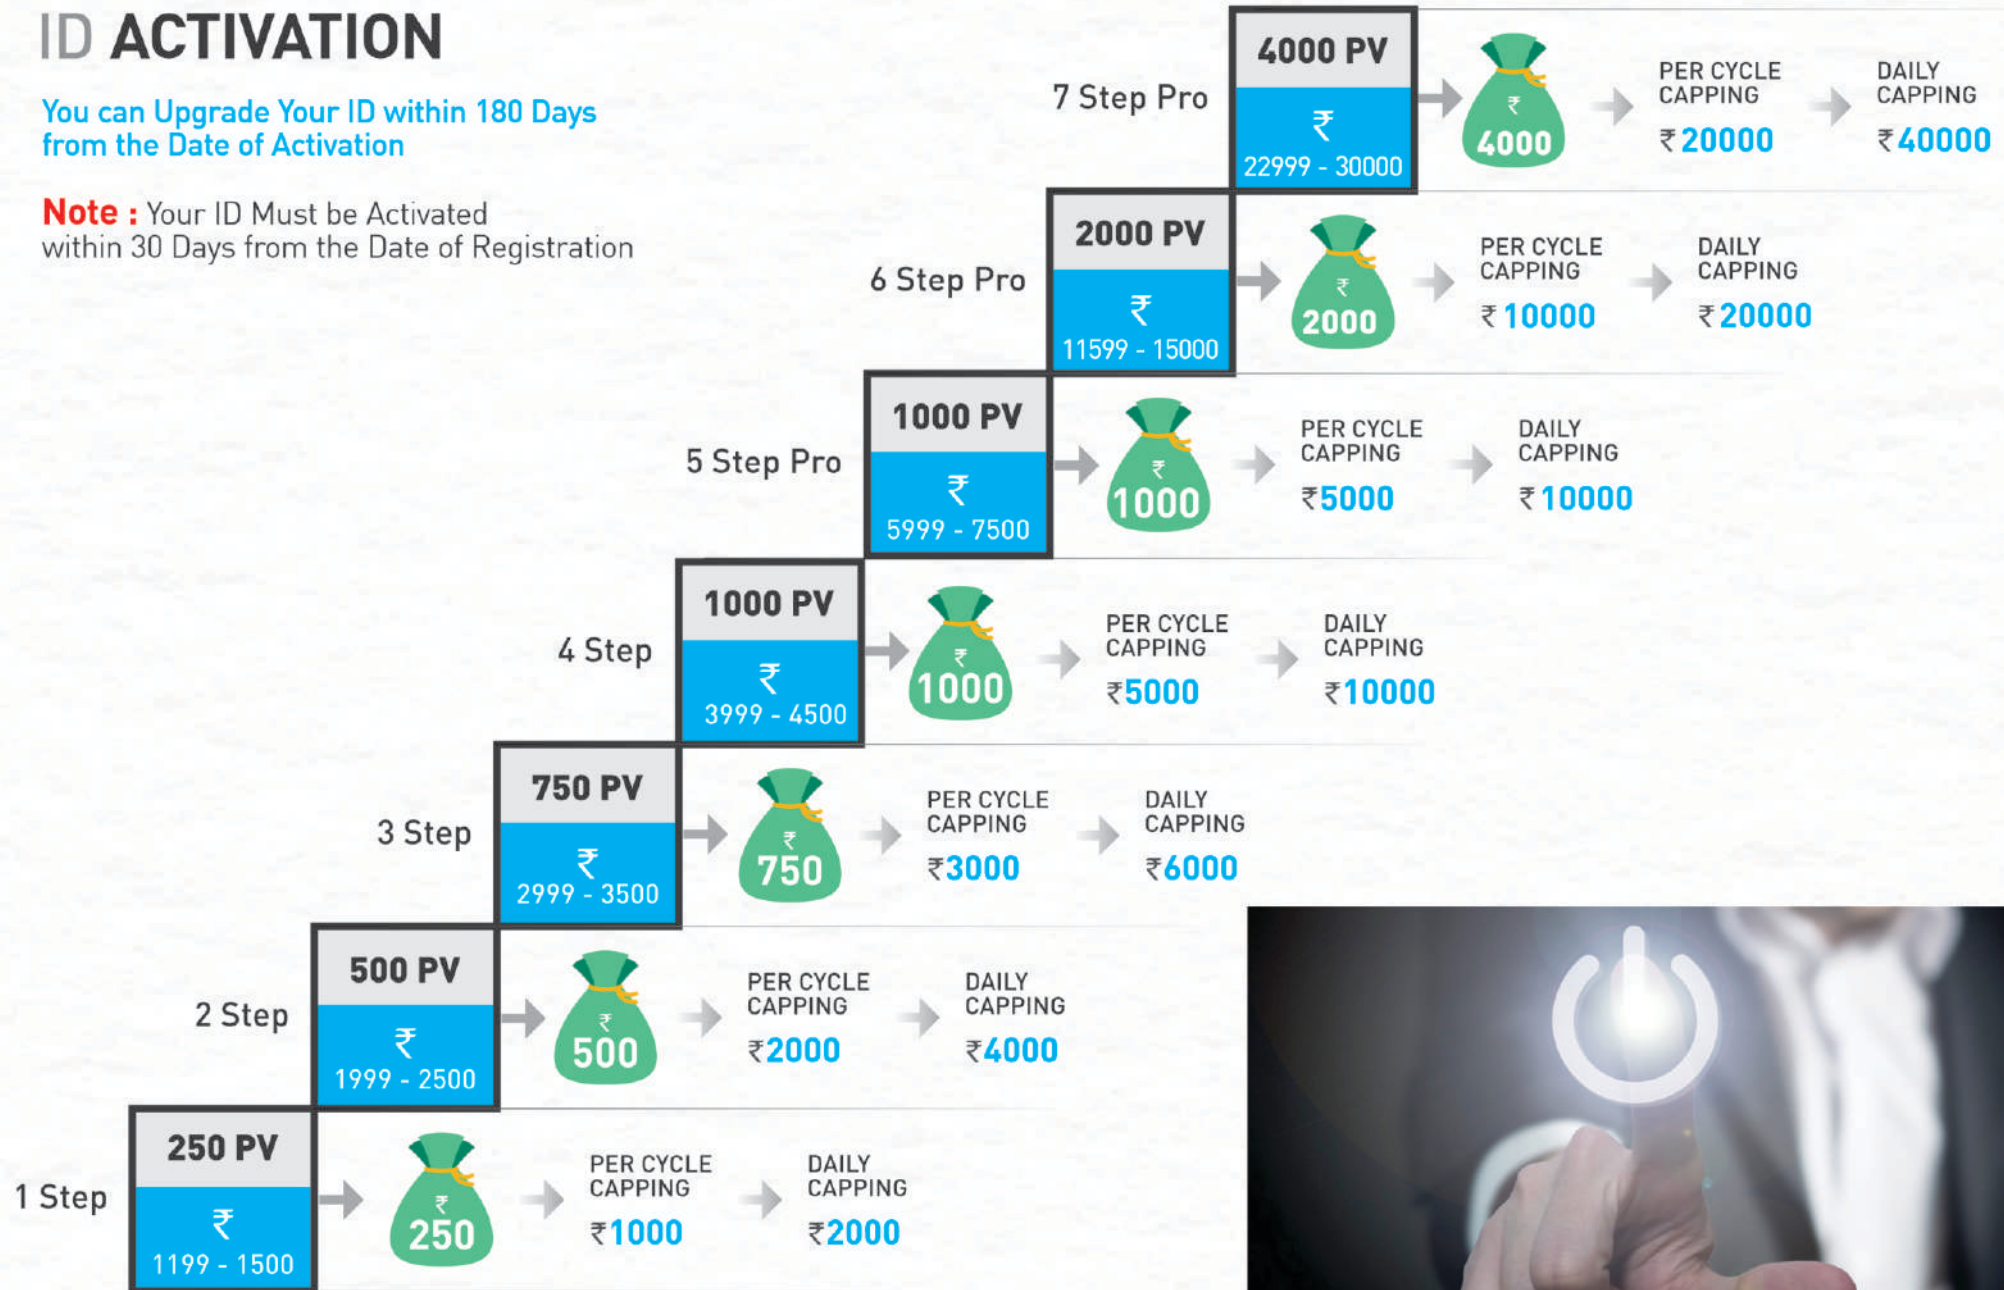 ID ACTIVATION
You can Upgrade Your ID within 180 Days
from the Date of Activation
Note : Your ID Must be Activated
within 30 Days from the Date of Registration
7 Step Pro
4000 PV
₹
22999 - 30000
₹
4000
PER CYCLE
CAPPING
₹20000
DAILY
CAPPING
₹40000
6 Step Pro
2000 PV
₹
11599 - 15000
₹
2000
PER CYCLE
CAPPING
₹10000
DAILY
CAPPING
₹20000
5 Step Pro
1000 PV
₹
5999 - 7500
₹
1000
PER CYCLE
CAPPING
₹5000
DAILY
CAPPING
₹10000
4 Step
1000 PV
₹
3999 - 4500
₹
1000
PER CYCLE
CAPPING
₹5000
DAILY
CAPPING
₹10000
3 Step
750 PV
₹
2999 - 3500
₹
750
PER CYCLE
CAPPING
₹3000
DAILY
CAPPING
₹6000
2 Step
500 PV
₹
1999 - 2500
₹
500
PER CYCLE
CAPPING
₹2000
DAILY
CAPPING
₹4000
1 Step
250 PV
₹
1199 - 1500
₹
250
PER CYCLE
CAPPING
₹1000
DAILY
CAPPING
₹2000